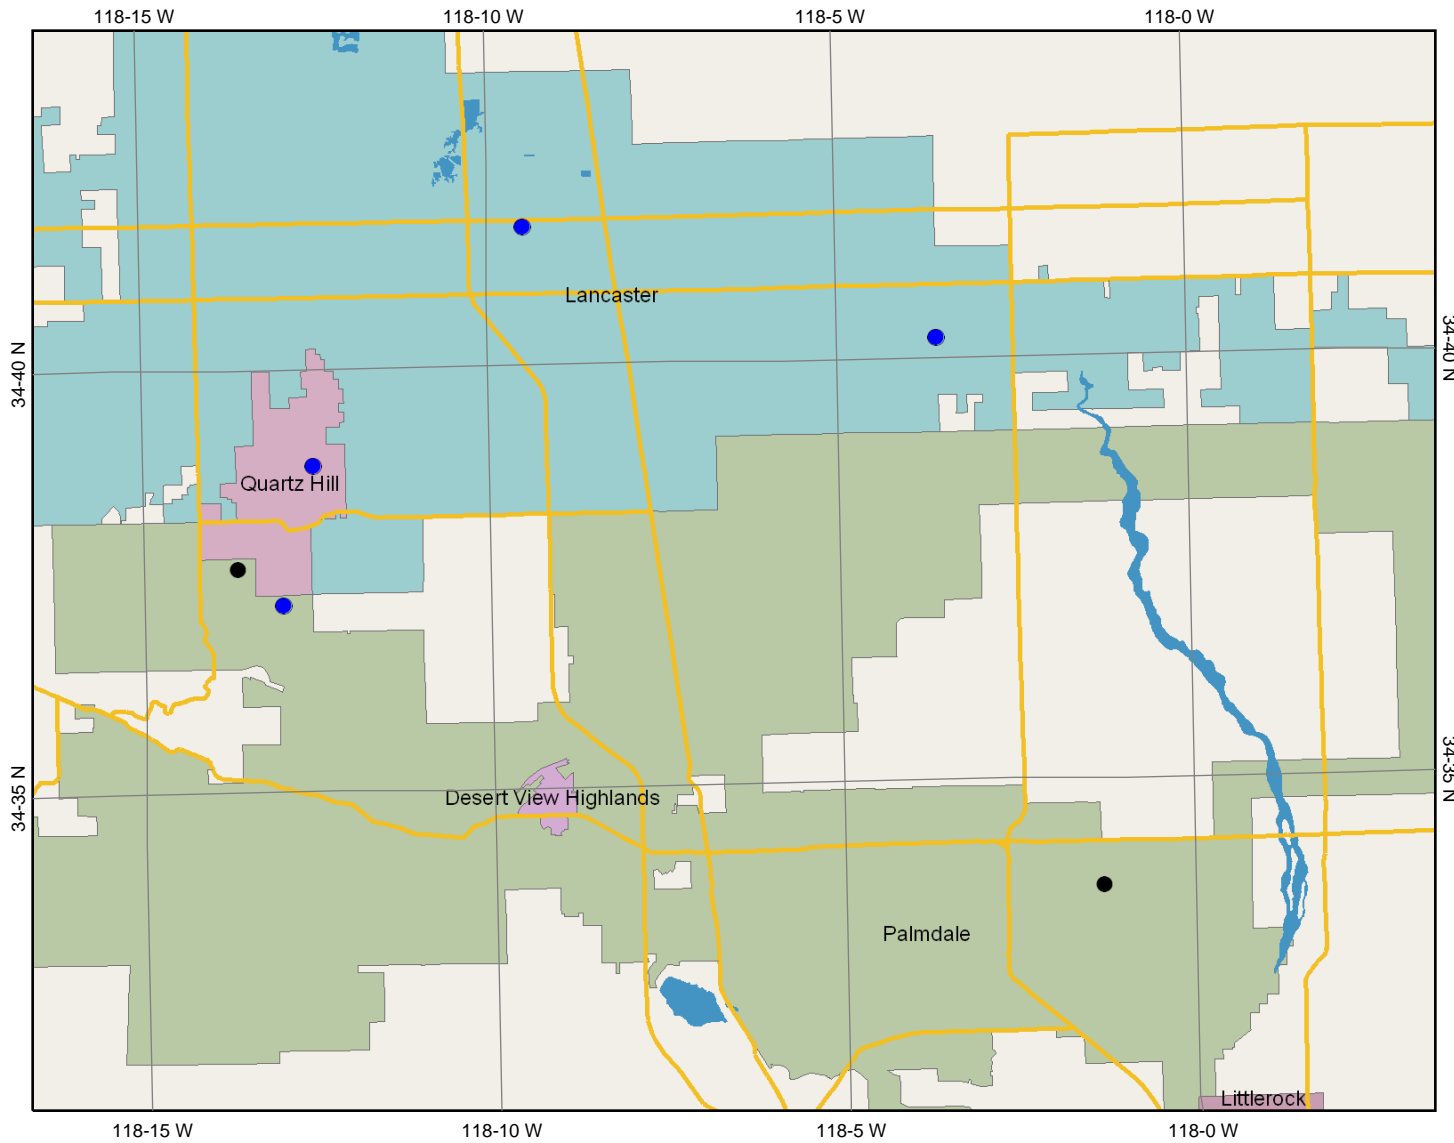 118-15 W 118-10 W 118-5 W 118-0 W
Lancaster
34-40 N 34-40 N
Quartz Hill
34-35 N 34-35 N
Desert View Highlands
Palmdale
Littlerock
118-15 W 118-10 W 118-5 W 118-0 W